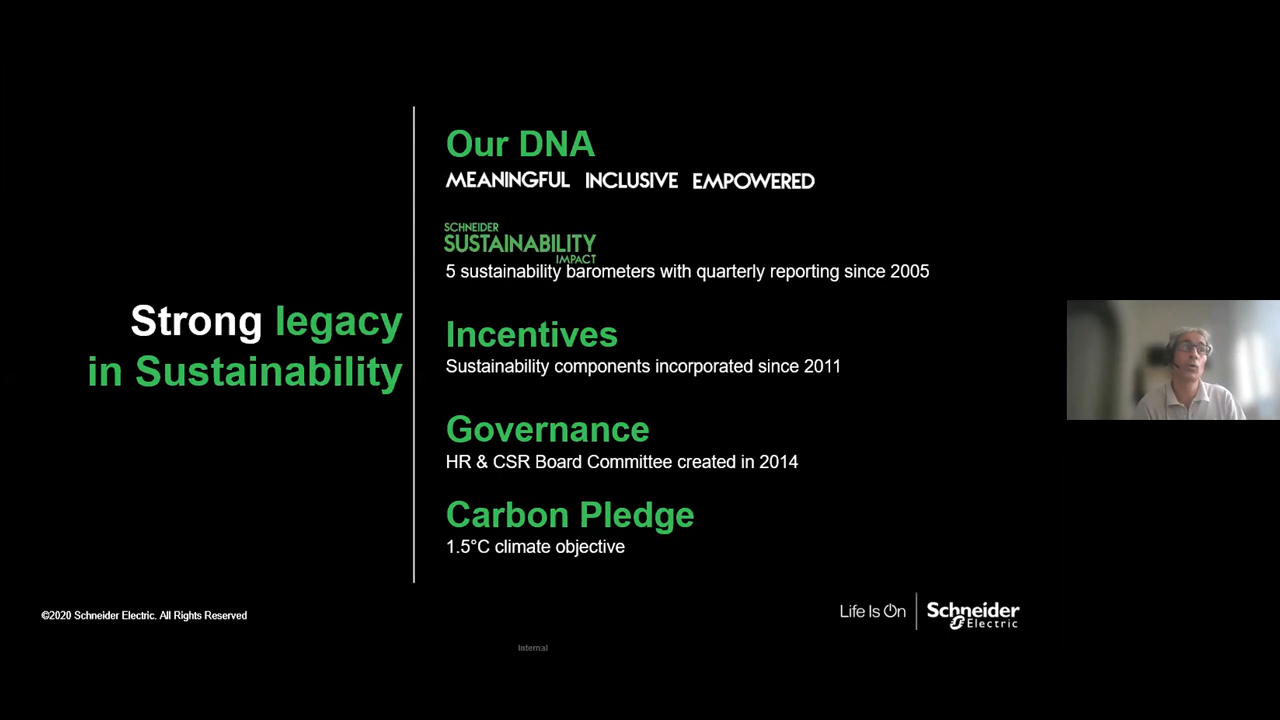 Strong legacy
in Sustainability
Our DNA
MEANINGFUL INCLUSIVE EMPOWERED
SCHNEIDER
SUSTAINABILITY
IMPACT
5 sustainability barometers with quarterly reporting since 2005
Incentives
Sustainability components incorporated since 2011
Governance
HR & CSR Board Committee created in 2014
Carbon Pledge
1.5°C climate objective
©2020 Schneider Electric. All Rights Reserved
Life Is On
Schneider
Electric
Internal